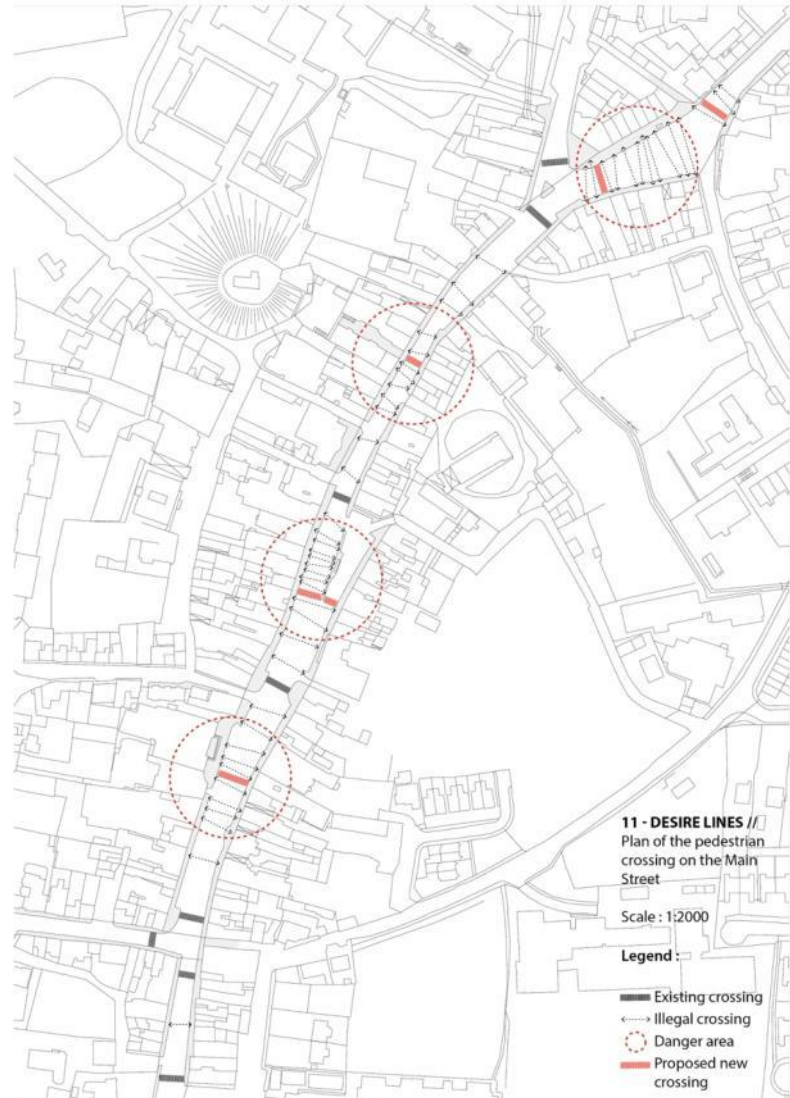 11 - DESIRE LINES //
Plan of the pedestrian
crossing on the Main
Street
Scale : 1:2000
Legend :
Existing crossing
Illegal crossing
Danger area
Proposed new
crossing